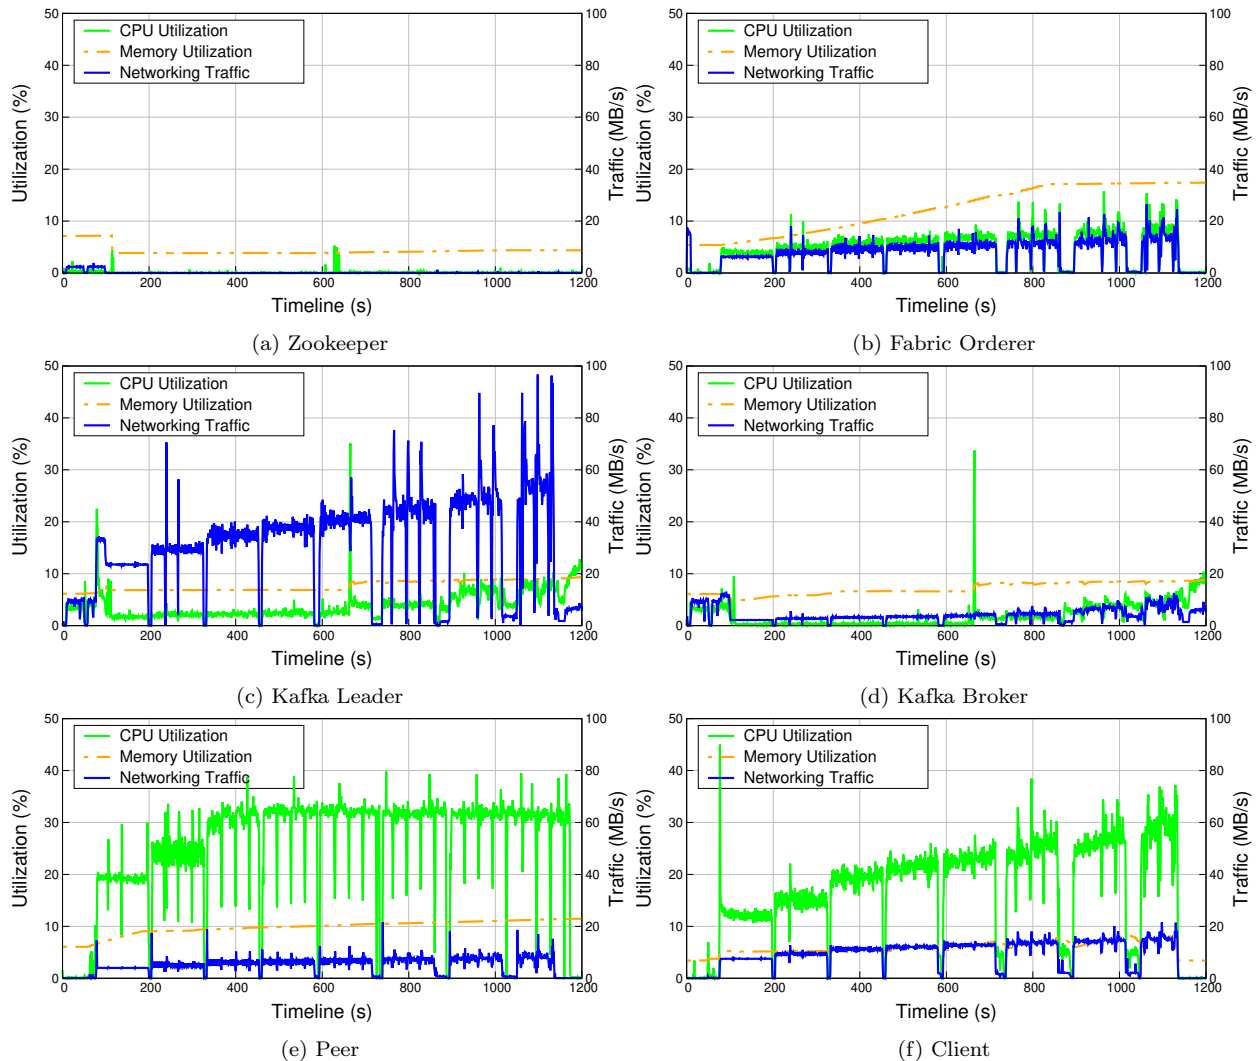 CPU Utilization
Memory Utilization
Networking Traffic
Utilization (%)
0 10 20 30 40 50
Traffic (MB/s)
0 20 40 60 80 100
0 200 400 600 800 1000 1200
Timeline (s)
(a) Zookeeper
CPU Utilization
Memory Utilization
Networking Traffic
Utilization (%)
0 10 20 30 40 50
Traffic (MB/s)
0 20 40 60 80 100
0 200 400 600 800 1000 1200
Timeline (s)
(b) Fabric Orderer
CPU Utilization
Memory Utilization
Networking Traffic
Utilization (%)
0 10 20 30 40 50
Traffic (MB/s)
0 20 40 60 80 100
0 200 400 600 800 1000 1200
Timeline (s)
(c) Kafka Leader
CPU Utilization
Memory Utilization
Networking Traffic
Utilization (%)
0 10 20 30 40 50
Traffic (MB/s)
0 20 40 60 80 100
0 200 400 600 800 1000 1200
Timeline (s)
(d) Kafka Broker
CPU Utilization
Memory Utilization
Networking Traffic
Utilization (%)
0 10 20 30 40 50
Traffic (MB/s)
0 20 40 60 80 100
0 200 400 600 800 1000 1200
Timeline (s)
(e) Peer
CPU Utilization
Memory Utilization
Networking Traffic
Utilization (%)
0 10 20 30 40 50
Traffic (MB/s)
0 20 40 60 80 100
0 200 400 600 800 1000 1200
Timeline (s)
(f) Client